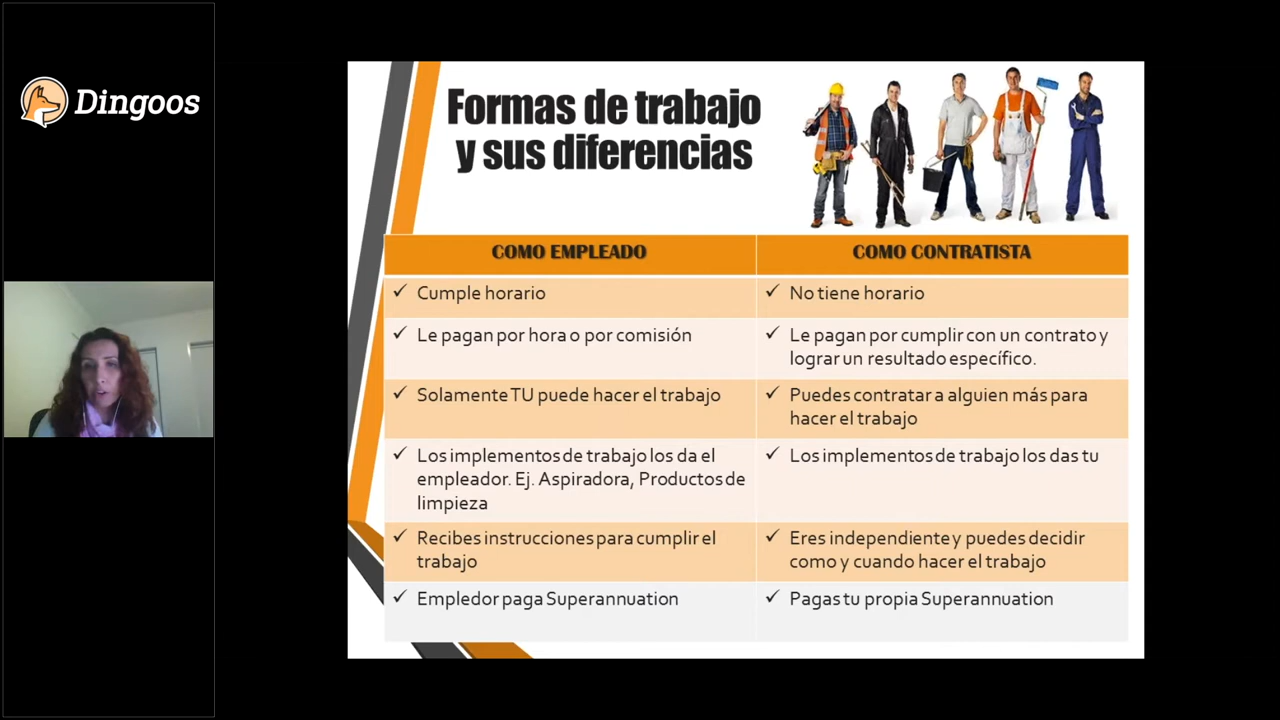 Dingoos
Formas de trabajo
y sus diferencias
COMO EMPLEADO
COMO CONTRATISTA
Cumple horario
No tiene horario
Le pagan por hora o por comisión
Le pagan por cumplir con un contrato y
lograr un resultado específico.
Solamente TU puede hacer el trabajo
Puedes contratar a alguien más para
hacer el trabajo
Los implementos de trabajo los da el
empleador. Ej. Aspiradora, Productos de
limpieza
Los implementos de trabajo los das tu
Recibes instrucciones para cumplir el
trabajo
Eres independiente y puedes decidir
como y cuando hacer el trabajo
Empledor paga Superannuation
Pagas tu propia Superannuation